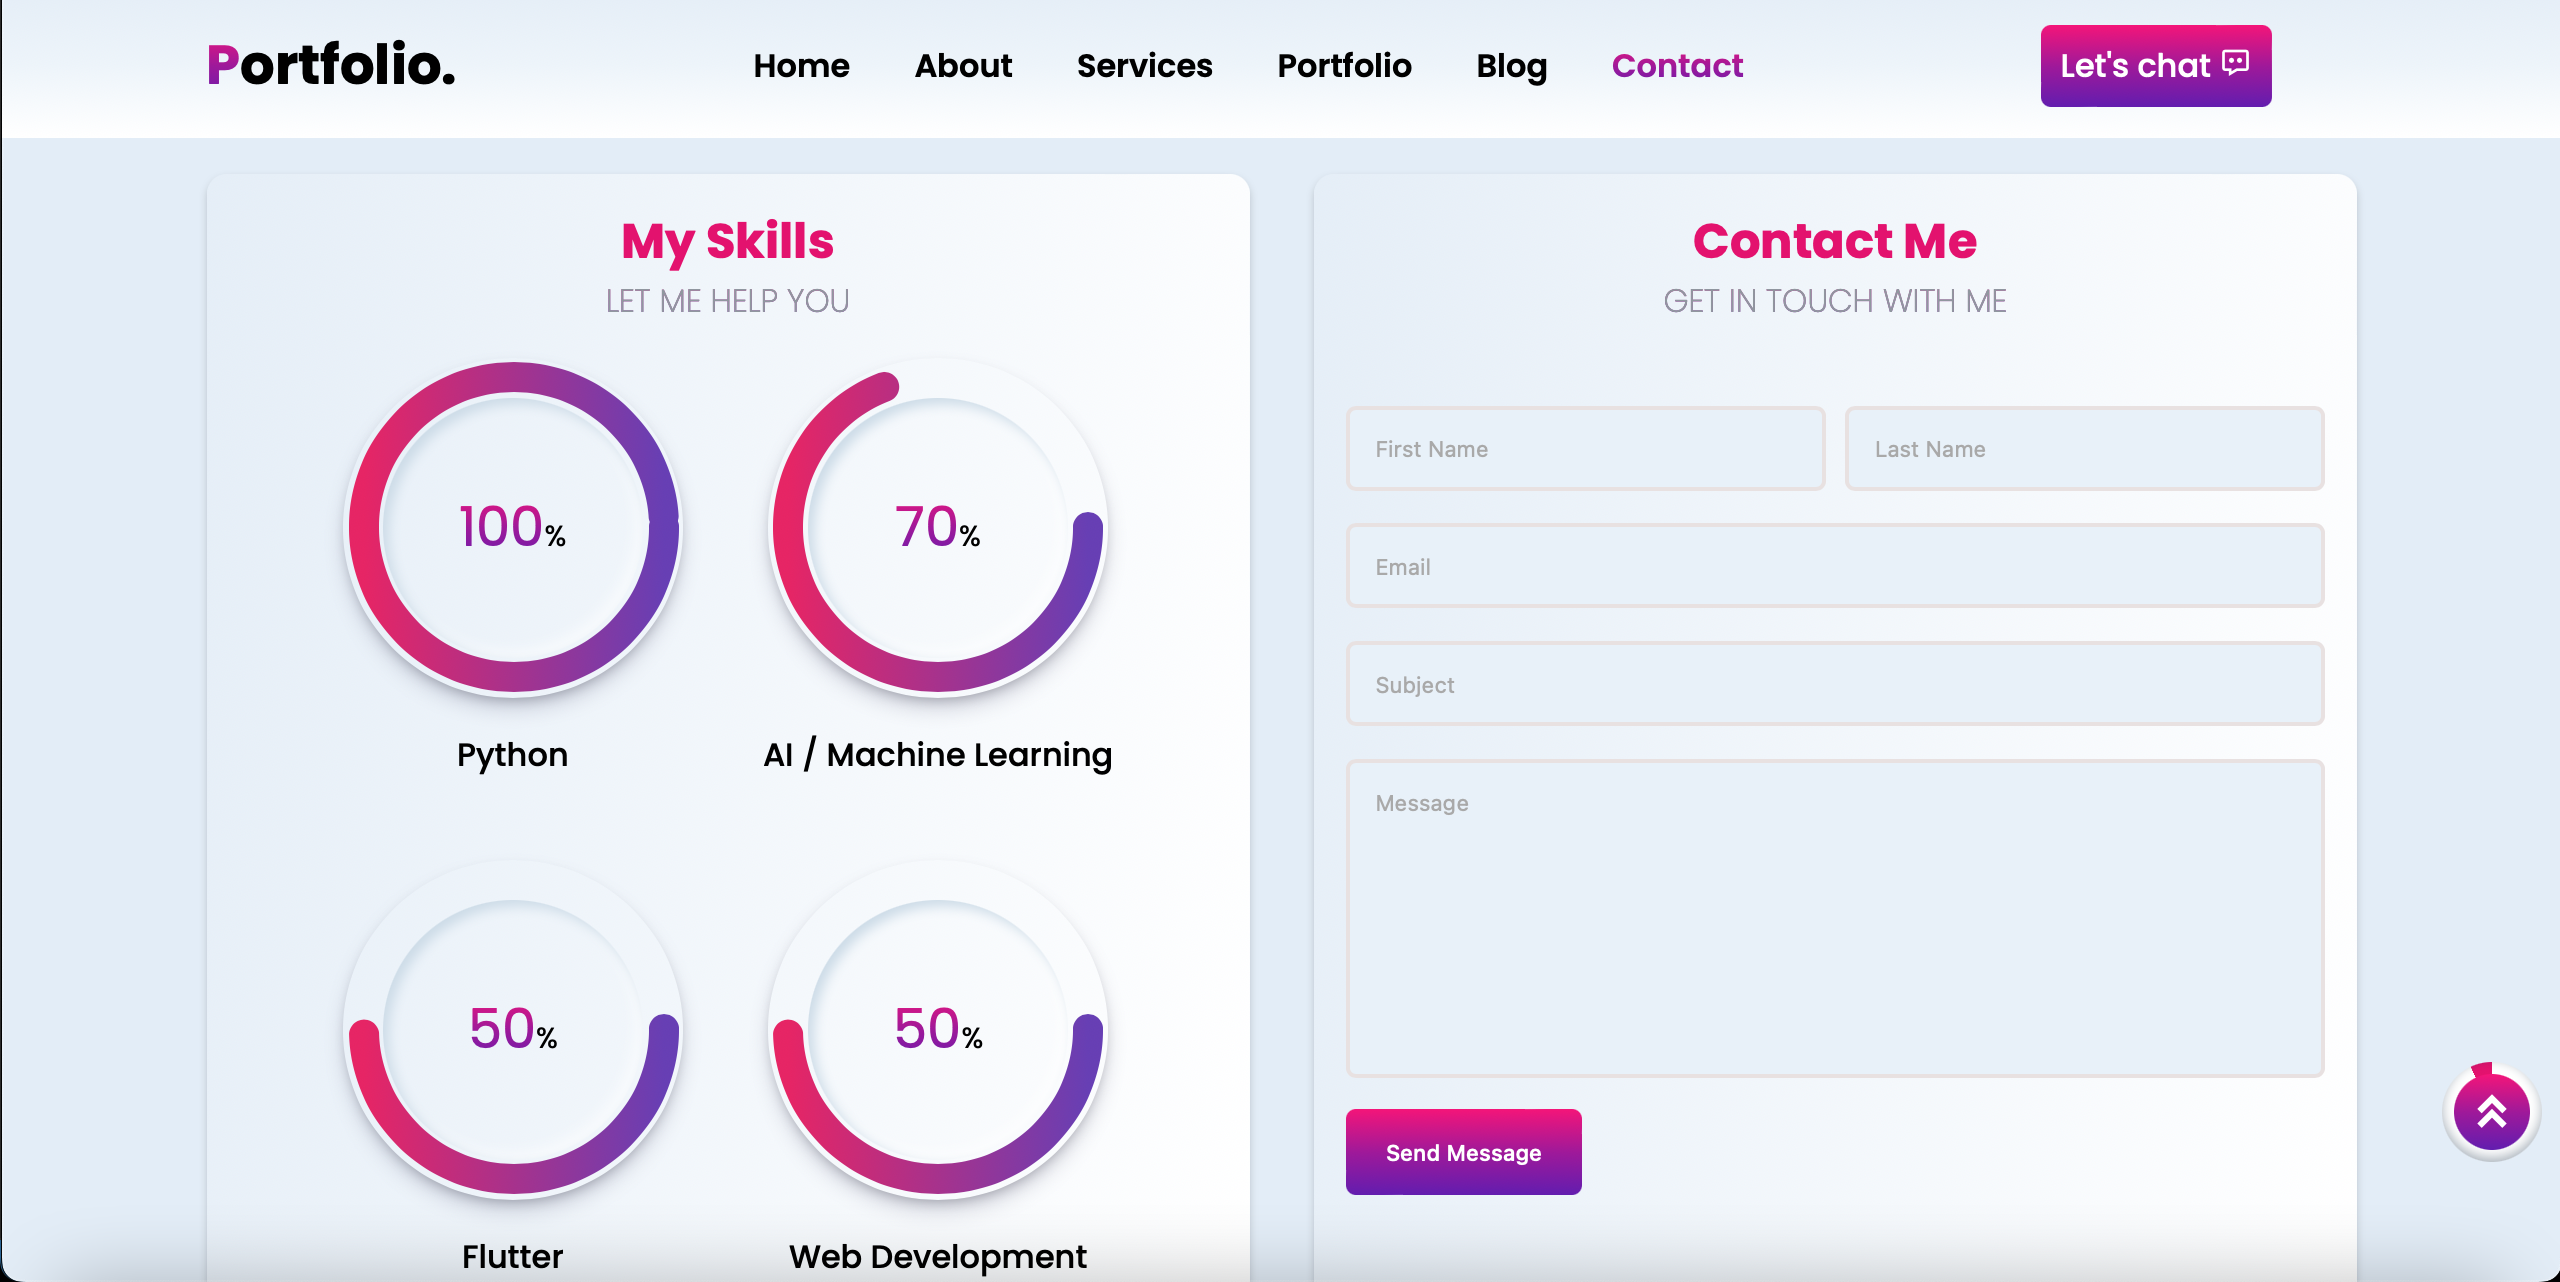 Portfolio.
Home About Services Portfolio Blog Contact
Let's chat
My Skills
LET ME HELP YOU
100%
70%
Python
AI / Machine Learning
50%
50%
Flutter
Web Development
Contact Me
GET IN TOUCH WITH ME
First Name
Last Name
Email
Subject
Message
Send Message